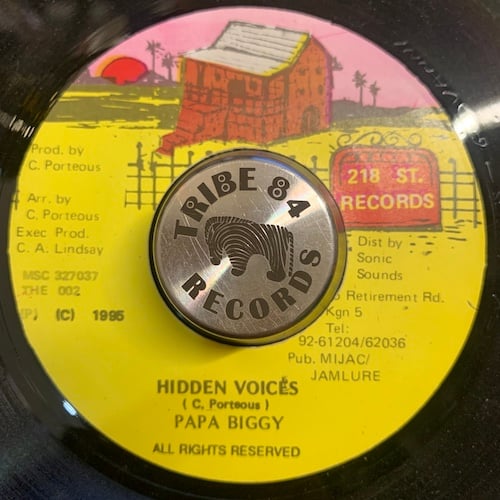 218 ST.
RECORDS
Prod. by
C. Porteous
Arr. by
C. Porteous
Exec Prod.
C. A. Lindsay
MSC 327037
THE 002
(P) (C) 1995
TRIBE 84
RECORDS
Dist by
Sonic
Sounds
Retirement Rd.
Kgn 5
Tel:
92-61204/62036
Pub. MIJAC/
JAMLURE
HIDDEN VOICES
( C. Porteous )
PAPA BIGGY
ALL RIGHTS RESERVED